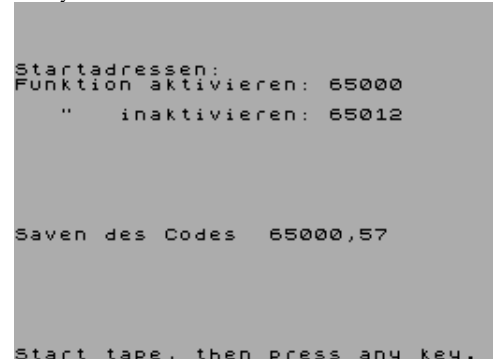 Startadressen:
Funktion aktivieren: 65000
" inaktivieren: 65012
Saven des Codes 65000,57
Start tape, then press any key.